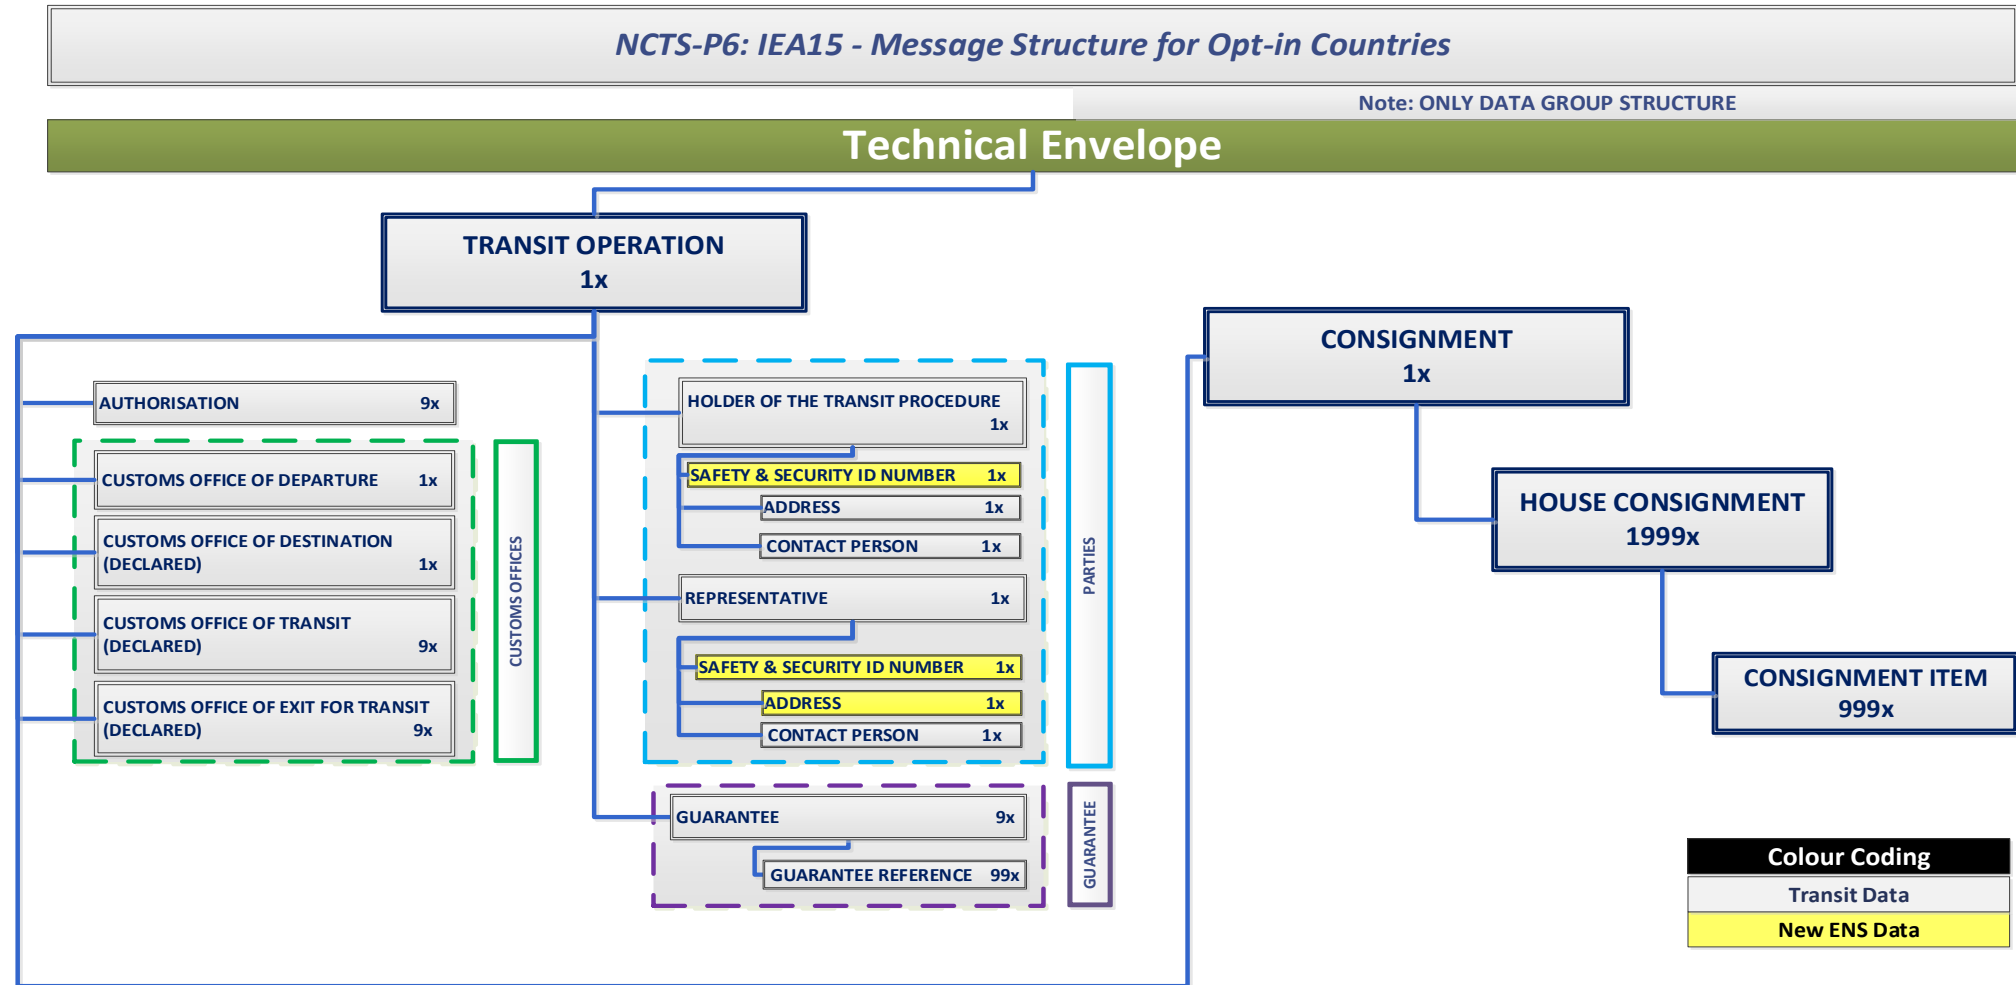 NCTS-P6: IEA15 - Message Structure for Opt-in Countries
Note: ONLY DATA GROUP STRUCTURE
Technical Envelope
TRANSIT OPERATION
1x
AUTHORISATION 9x
CUSTOMS OFFICE OF DEPARTURE 1x
CUSTOMS OFFICE OF DESTINATION
(DECLARED) 1x
CUSTOMS OFFICE OF TRANSIT
(DECLARED) 9x
CUSTOMS OFFICE OF EXIT FOR TRANSIT
(DECLARED) 9x
CUSTOMS OFFICES
HOLDER OF THE TRANSIT PROCEDURE
1x
SAFETY & SECURITY ID NUMBER 1x
ADDRESS 1x
CONTACT PERSON 1x
REPRESENTATIVE 1x
SAFETY & SECURITY ID NUMBER 1x
ADDRESS 1x
CONTACT PERSON 1x
PARTIES
GUARANTEE 9x
GUARANTEE REFERENCE 99x
GUARANTEE
CONSIGNMENT
1x
HOUSE CONSIGNMENT
1999x
CONSIGNMENT ITEM
999x
Colour Coding
Transit Data
New ENS Data